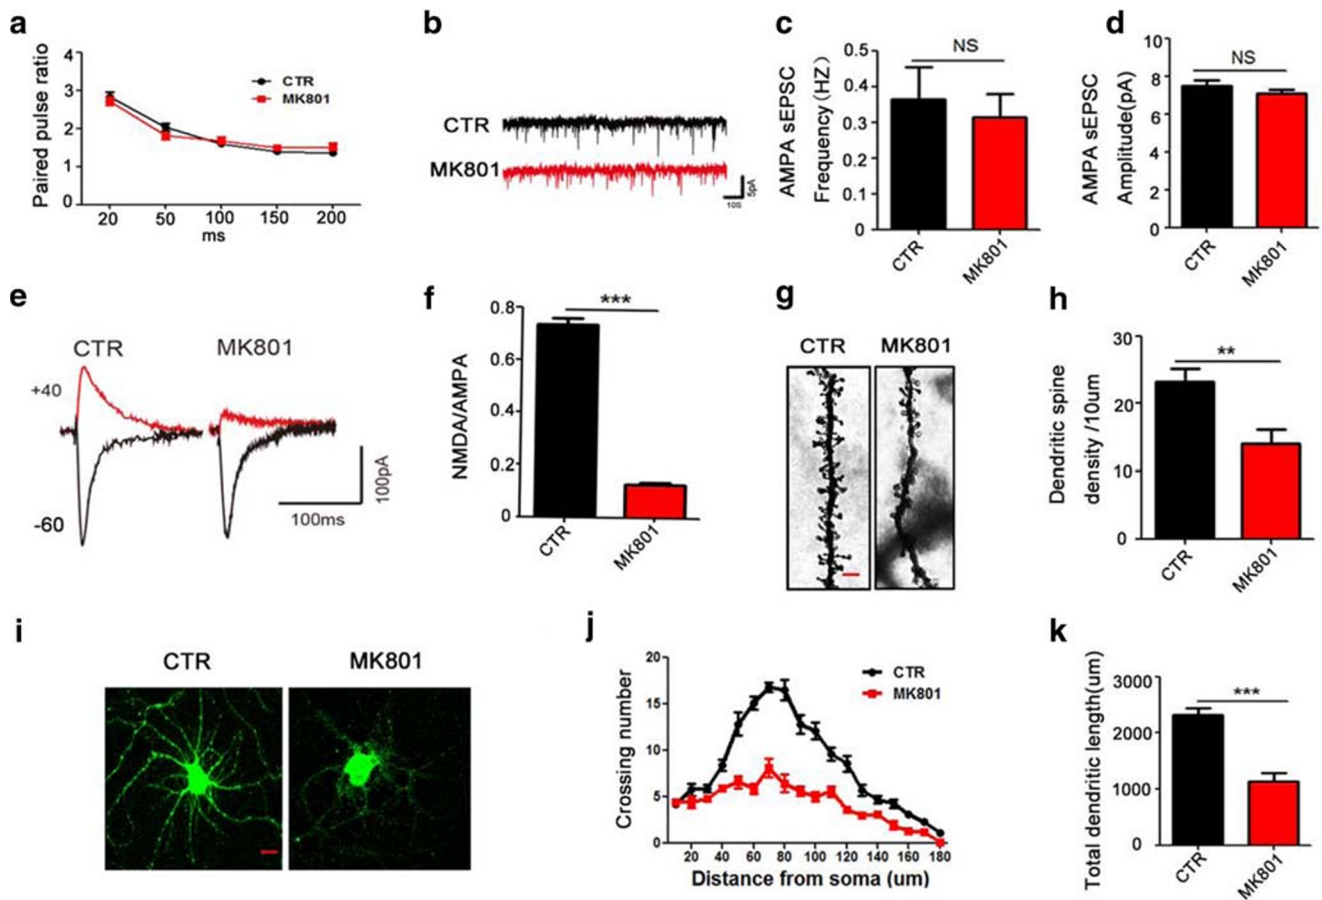 a
Paired pulse ratio
4
3
2
1
0
CTR
MK801
20 50 100 150 200
ms
b
CTR
MK801
5pA
10S
c
AMPA sEPSC
Frequency (HZ)
0.5
0.4
0.3
0.2
0.1
0
NS
CTR MK801
d
AMPA sEPSC
Amplitude(pA)
10
8
6
4
2
0
NS
CTR MK801
e
CTR MK801
+40
-60
100pA
100ms
f
NMDA/AMPA
0.8
0.6
0.4
0.2
0
***
CTR MK801
g
CTR MK801
h
Dendritic spine
density /10um
30
20
10
0
**
CTR MK801
i
CTR MK801
j
Crossing number
20
15
10
5
0
CTR
MK801
20 40 60 80 100 120 140 160 180
Distance from soma (um)
k
Total dendritic length(um)
3000
2000
1000
0
***
CTR MK801